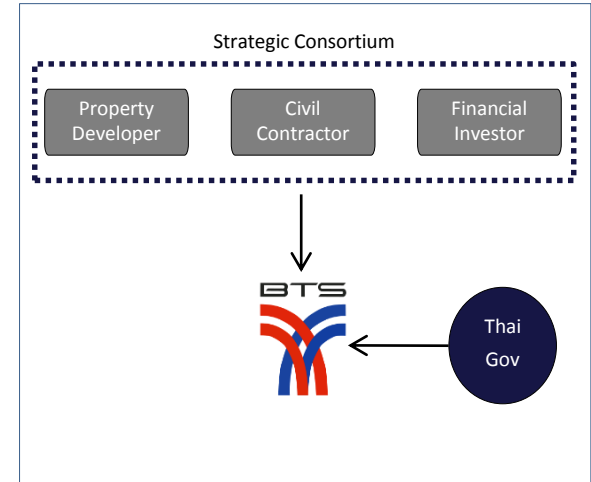 Strategic Consortium
Property
Developer
Civil
Contractor
Financial
Investor
BTS
Thai
Gov